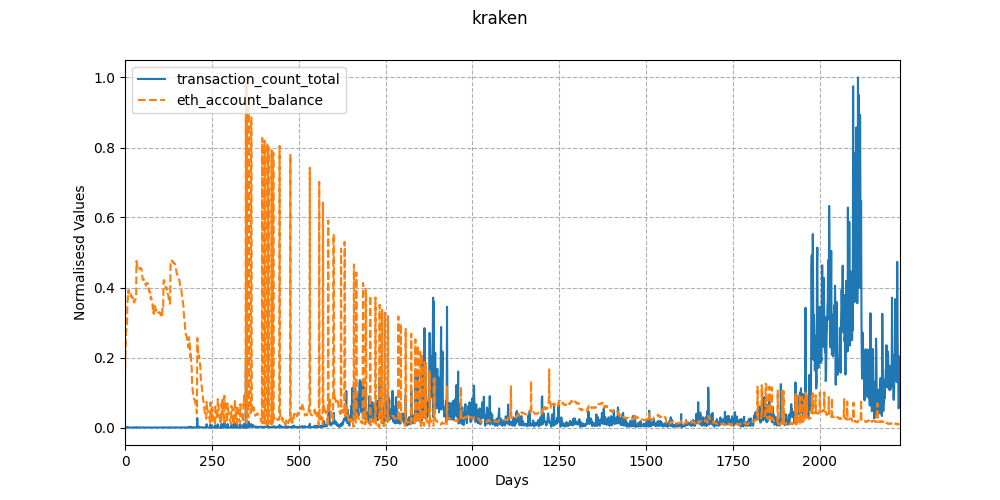 kraken
transaction_count_total
eth_account_balance
1.0
0.8
0.6
0.4
0.2
0.0
Normalisesd Values
0 250 500 750 1000 1250 1500 1750 2000
Days